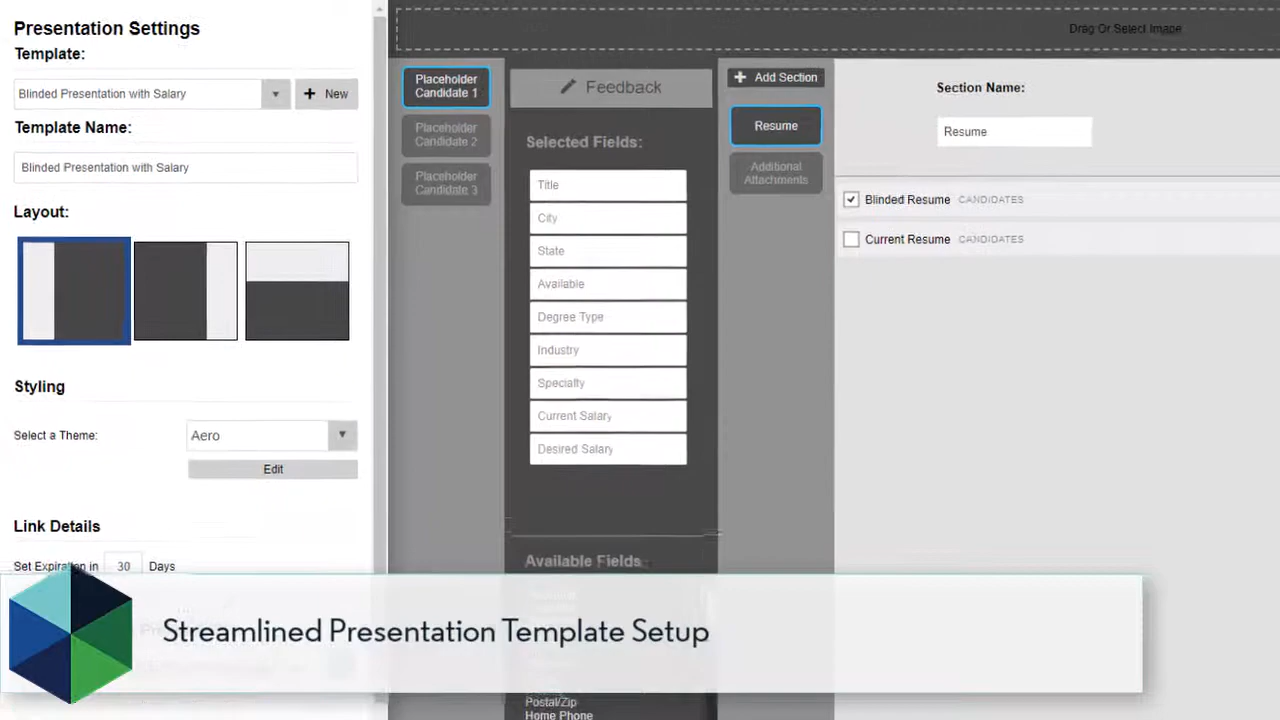 Presentation Settings
Template:
Blinded Presentation with Salary
New
Template Name:
Blinded Presentation with Salary
Layout:
Styling
Select a Theme:
Aero
Edit
Link Details
Set Expiration in
30
Days
Drag Or Select Image
Placeholder
Candidate 1
Placeholder
Candidate 2
Placeholder
Candidate 3
Feedback
Selected Fields:
Title
City
State
Available
Degree Type
Industry
Specialty
Current Salary
Desired Salary
Available Fields
Postal/Zip
Home Phone
Add Section
Resume
Additional
Attachments
Section Name:
Resume
Blinded Resume CANDIDATES
Current Resume CANDIDATES
Streamlined Presentation Template Setup